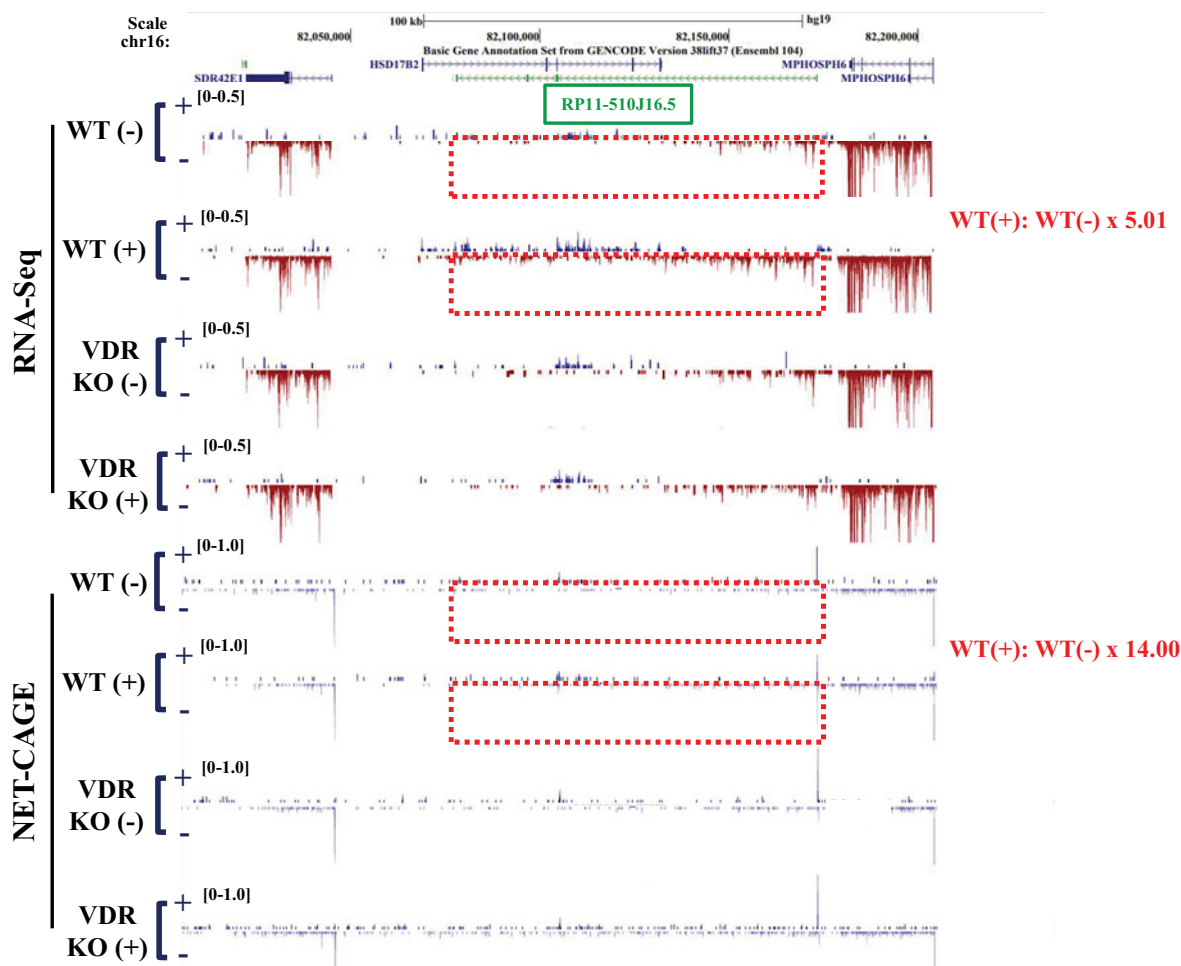 Scale
100 kb
hg19
chr16:
82,050,000
82,100,000
82,150,000
82,200,000
Basic Gene Annotation Set from GENCODE Version 38lift37 (Ensembl 104)
HSD17B2
MPHOSPH6
SDR42E1
MPHOSPH6
RP11-510J16.5
RNA-Seq
WT (-)
+
[0-0.5]
-
WT (+)
+
[0-0.5]
-
WT(+): WT(-) x 5.01
VDR
KO (-)
+
[0-0.5]
-
VDR
KO (+)
+
[0-0.5]
-
NET-CAGE
WT (-)
+
[0-1.0]
-
WT (+)
+
[0-1.0]
-
WT(+): WT(-) x 14.00
VDR
KO (-)
+
[0-1.0]
-
VDR
KO (+)
+
[0-1.0]
-